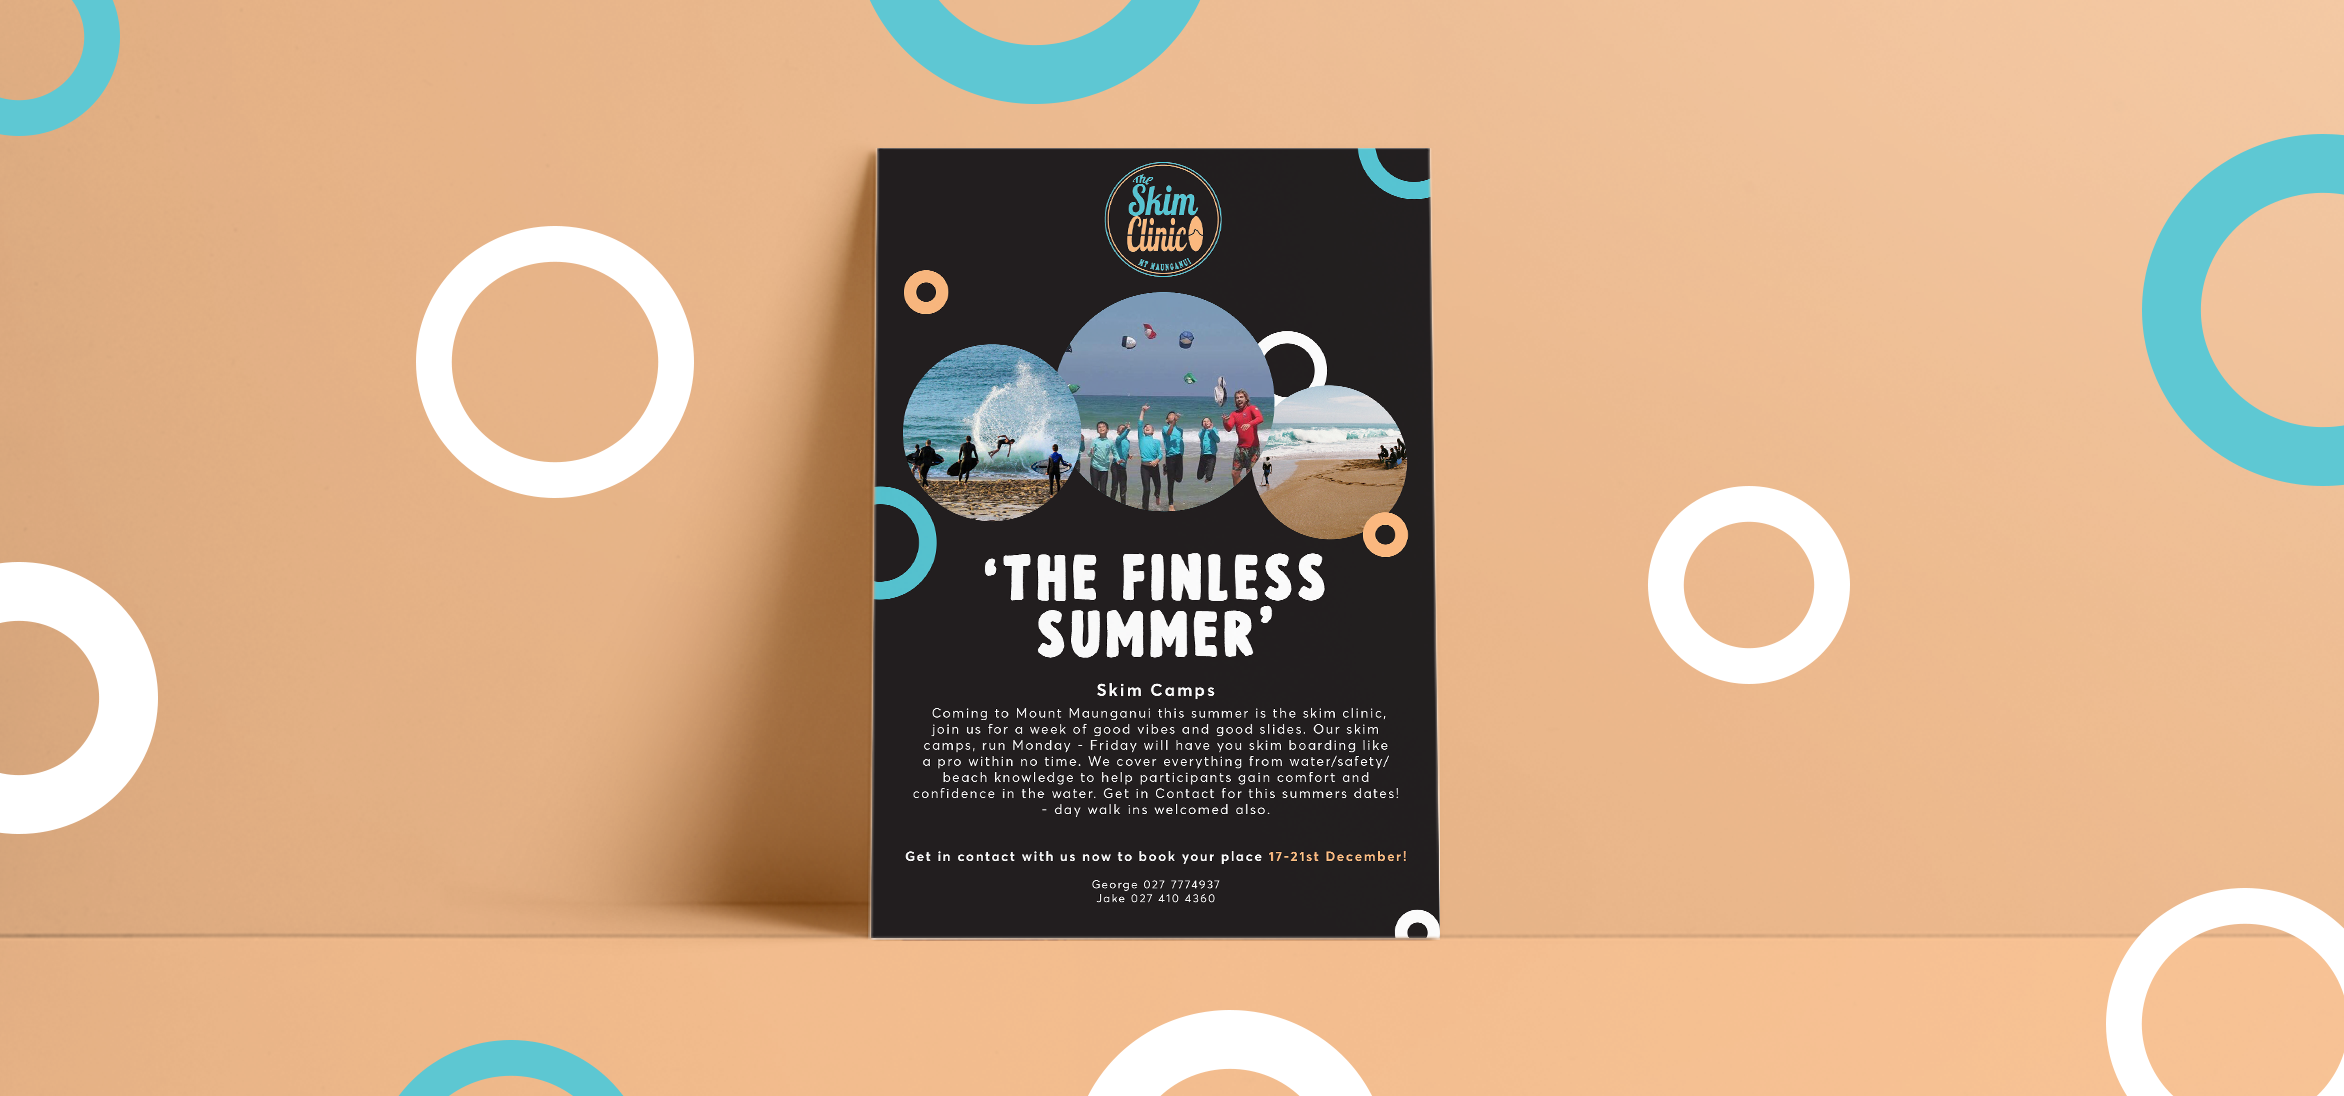 The
Skim
Clinic
MT MAUNGANUI
‘THE FINLESS
SUMMER’
Skim Camps
Coming to Mount Maunganui this summer is the skim clinic,
join us for a week of good vibes and good slides. Our skim
camps, run Monday - Friday will have you skim boarding like
a pro within no time. We cover everything from water/safety/
beach knowledge to help participants gain comfort and
confidence in the water. Get in Contact for this summers dates!
- day walk ins welcomed also.
Get in contact with us now to book your place 17-21st December!
George 027 7774937
Jake 027 410 4360